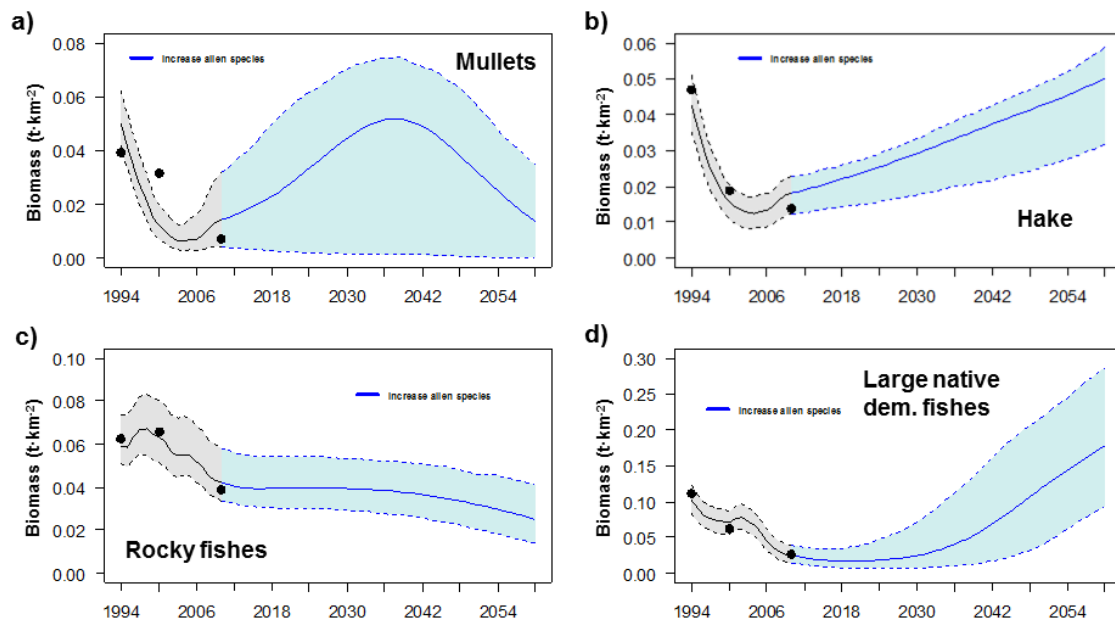 a)
Mullets
Increase alien species
Biomass (t·km-2)
0.08
0.06
0.04
0.02
0.00
1994 2006 2018 2030 2042 2054
b)
Increase alien species
Hake
Biomass (t·km-2)
0.06
0.05
0.04
0.03
0.02
0.01
0.00
1994 2006 2018 2030 2042 2054
c)
Increase alien species
Rocky fishes
Biomass (t·km-2)
0.10
0.08
0.06
0.04
0.02
0.00
1994 2006 2018 2030 2042 2054
d)
Large native
dem. fishes
Increase alien species
Biomass (t·km-2)
0.30
0.25
0.20
0.15
0.10
0.05
0.00
1994 2006 2018 2030 2042 2054